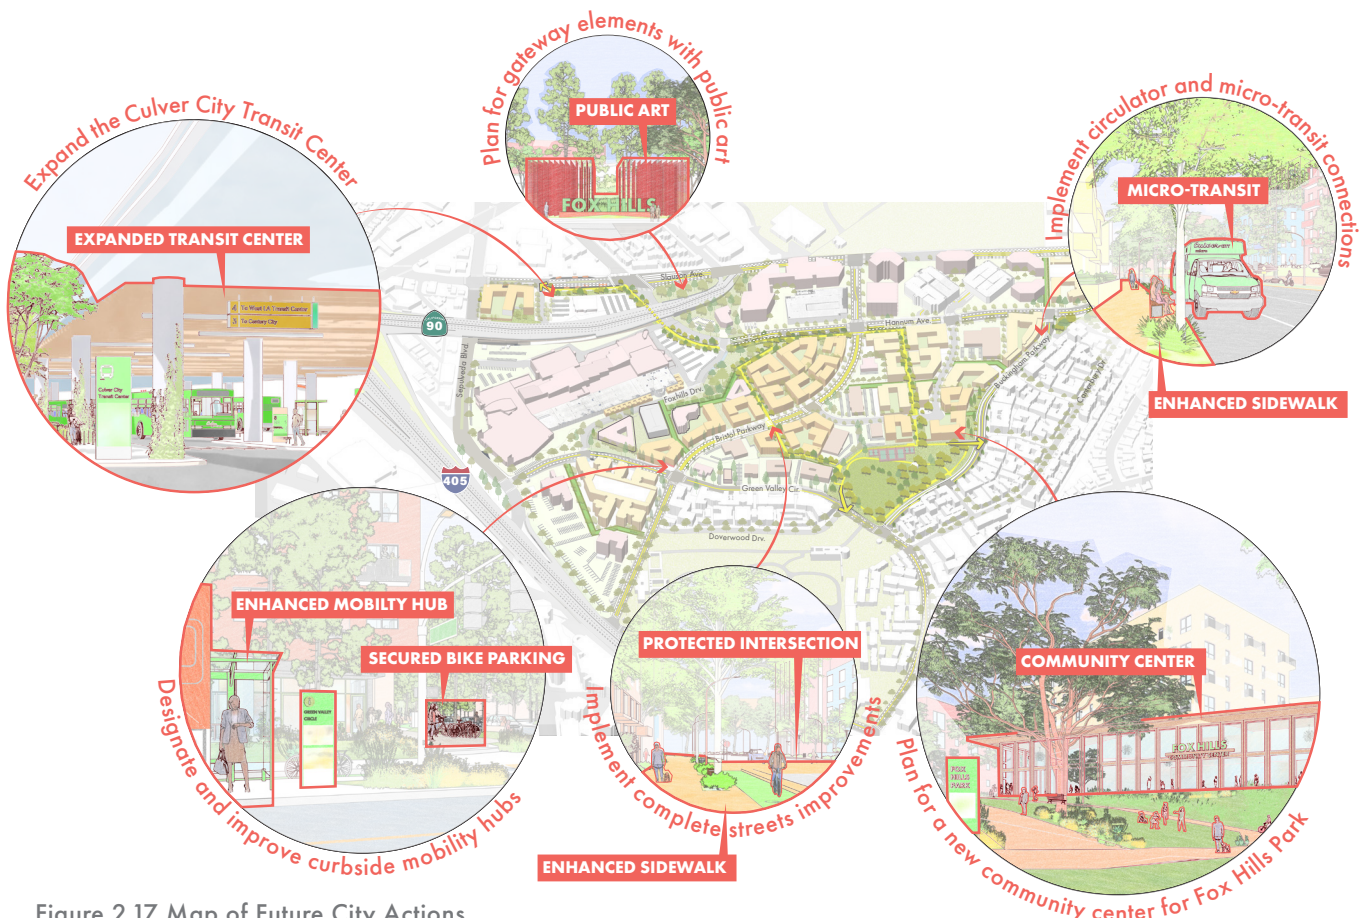 Plan for gateway elements with public art
PUBLIC ART
FOX HILLS
Expand the Culver City Transit Center
EXPANDED TRANSIT CENTER
To West LA Transit Center
To Century City
Culver City
Transit Center
Implement circulator and micro-transit connections
MICRO-TRANSIT
ENHANCED SIDEWALK
90
405
Slauson Ave.
Hannum Ave.
Sepulveda Blvd
Foxhills Drv.
Buckingham Parkway
Bristol Parkway
Green Valley Cir.
Doverwood Drv.
ENHANCED MOBILTY HUB
SECURED BIKE PARKING
GREEN VALLEY
CIRCLE
Designate and improve curbside mobility hubs
PROTECTED INTERSECTION
Implement complete streets improvements
ENHANCED SIDEWALK
COMMUNITY CENTER
FOX HILLS
COMMUNITY CENTER
FOX
HILLS
PARK
Plan for a new community center for Fox Hills Park
Figure 2.17 Map of Future City Actions